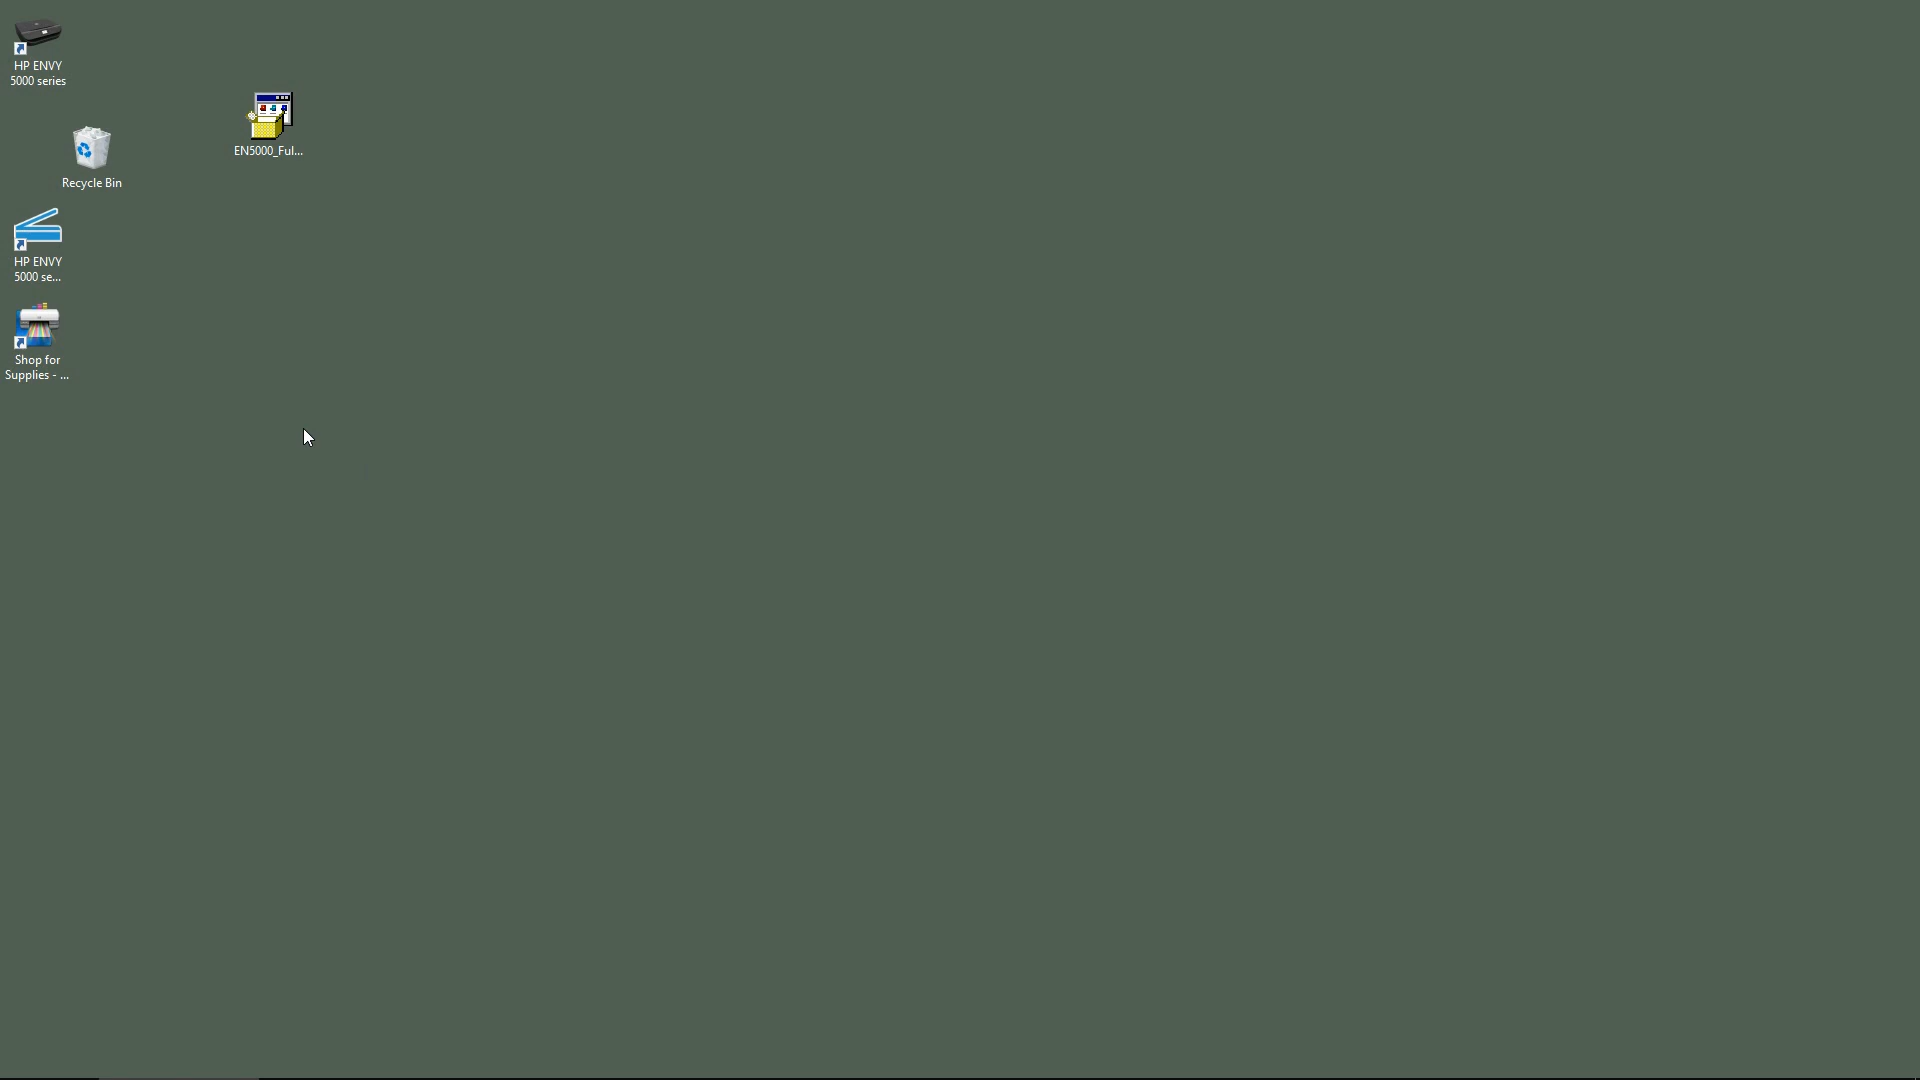 HP ENVY
5000 series
EN5000_Ful...
Recycle Bin
HP ENVY
5000 se...
Shop for
Supplies - ...